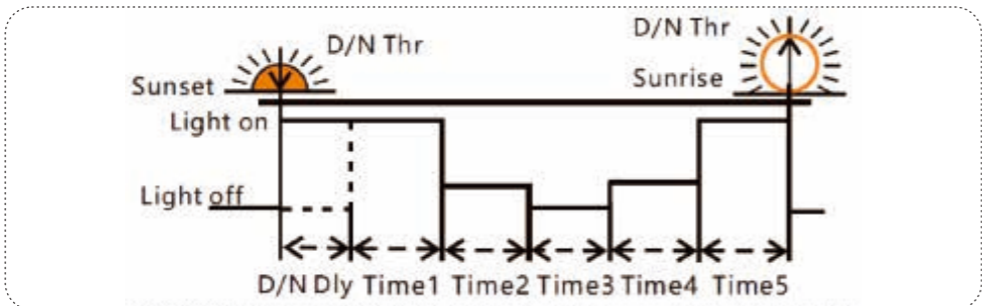 D/N Thr
D/N Thr
Sunset
Sunrise
Light on
Light off
D/N Dly Time1 Time2 Time3 Time4 Time5